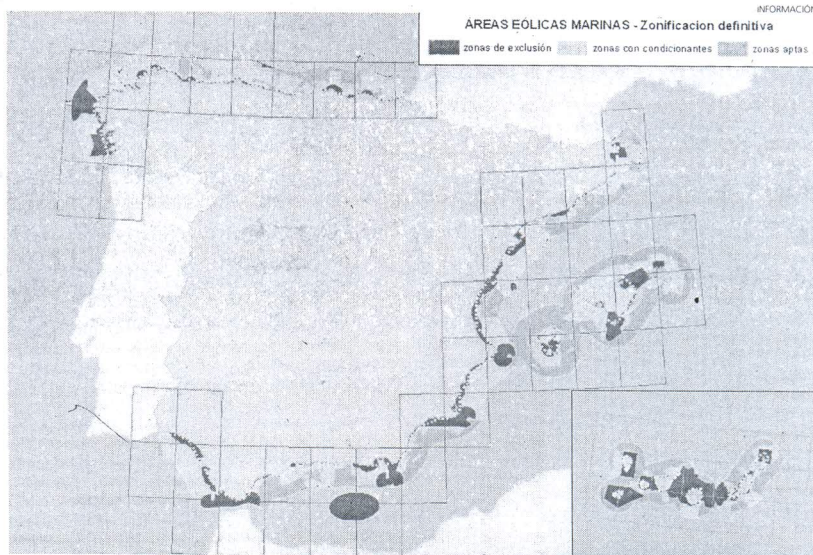 INFORMACIÓN
ÁREAS EÓLICAS MARINAS - Zonificacion definitiva
zonas de exclusión zonas con condicionantes zonas aptas